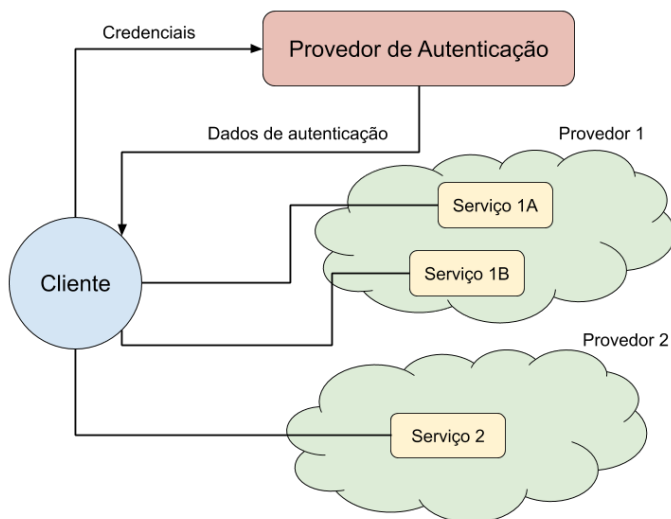 Credenciais
Provedor de Autenticação
Dados de autenticação
Provedor 1
Serviço 1A
Cliente
Serviço 1B
Provedor 2
Serviço 2